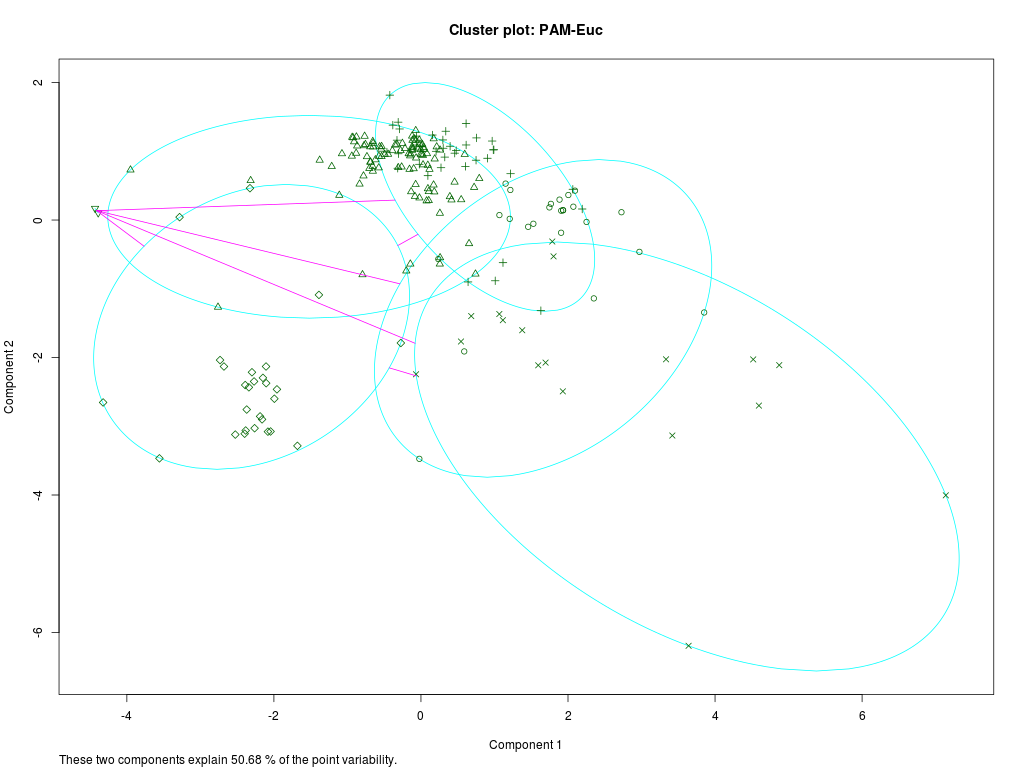 Cluster plot: PAM-Euc
2
0
-2
-4
-6
Component 2
-4 -2 0 2 4 6
Component 1
These two components explain 50.68 % of the point variability.